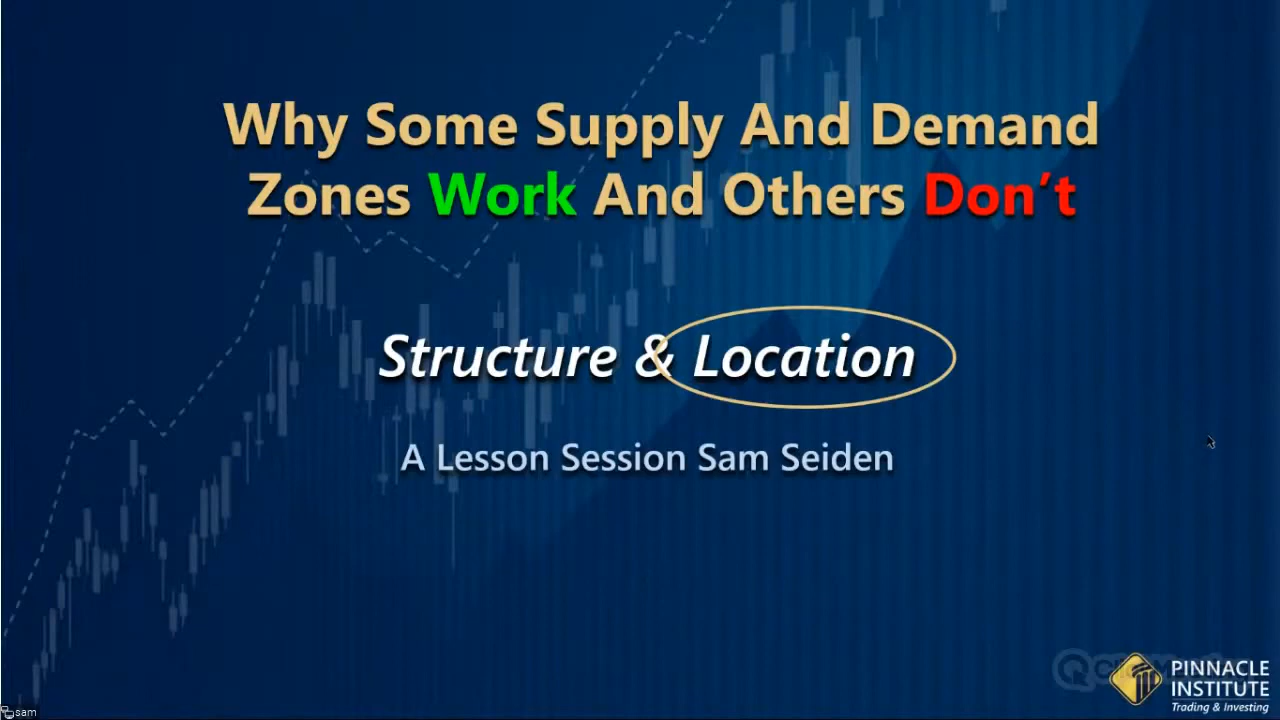 Why Some Supply And Demand
Zones Work And Others Don’t
Structure & Location
A Lesson Session Sam Seiden
PINNACLE
INSTITUTE
Trading & Investing
sam